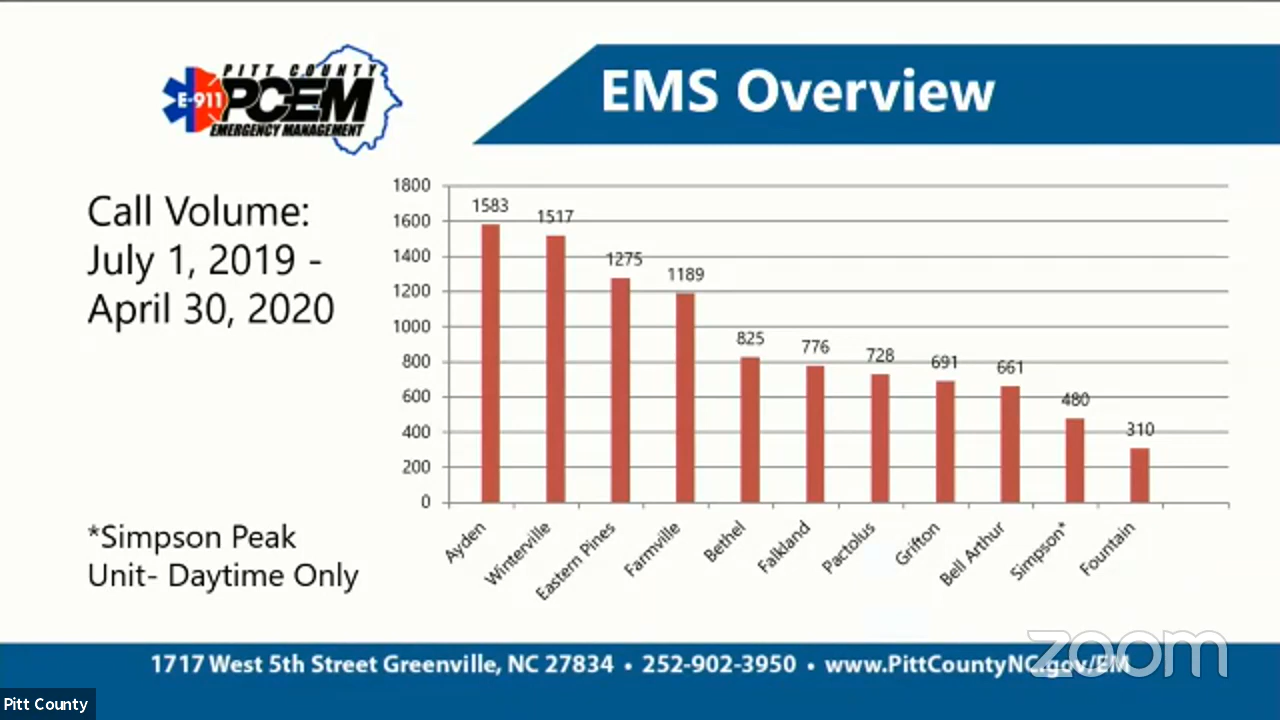 PITT COUNTY
E-911 PCEM
EMERGENCY MANAGEMENT
EMS Overview
Call Volume:
July 1, 2019 -
April 30, 2020
*Simpson Peak
Unit- Daytime Only
1800
1600
1400
1200
1000
800
600
400
200
0
1583
1517
1275
1189
825
776
728
691
661
480
310
Ayden
Winterville
Eastern Pines
Farmville
Bethel
Falkland
Pactolus
Grifton
Bell Arthur
Simpson*
Fountain
1717 West 5th Street Greenville, NC 27834 • 252-902-3950 • www.PittCountyNC.gov/EM
zoom
Pitt County